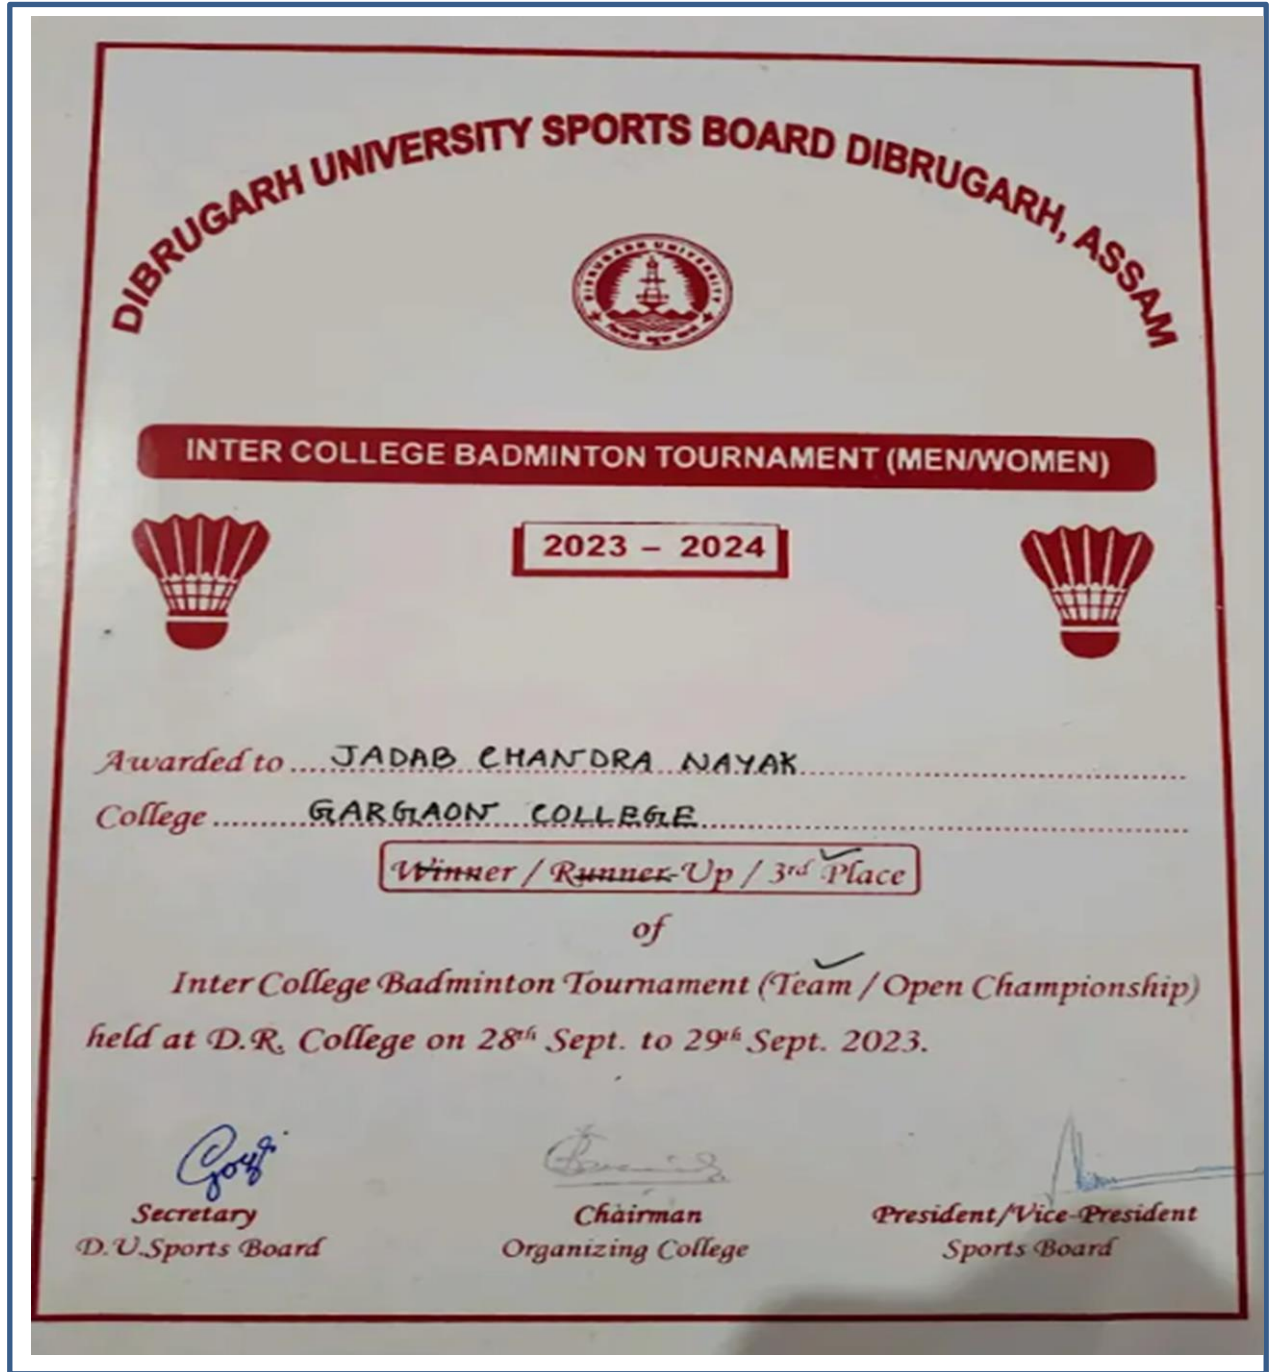 DIBRUGARH UNIVERSITY SPORTS BOARD DIBRUGARH, ASSAM
DIBRUGARH UNIVERSITY
INTER COLLEGE BADMINTON TOURNAMENT (MEN/WOMEN)
2023 – 2024
Awarded to .... JADAB CHANDRA NAYAK
College ........ GARGAON COLLEGE
Winner / Runner-Up / 3rd Place
of
Inter College Badminton Tournament (Team / Open Championship)
held at D.R. College on 28th Sept. to 29th Sept. 2023.
Secretary Chairman President/Vice-President
D.U.Sports Board Organizing College Sports Board